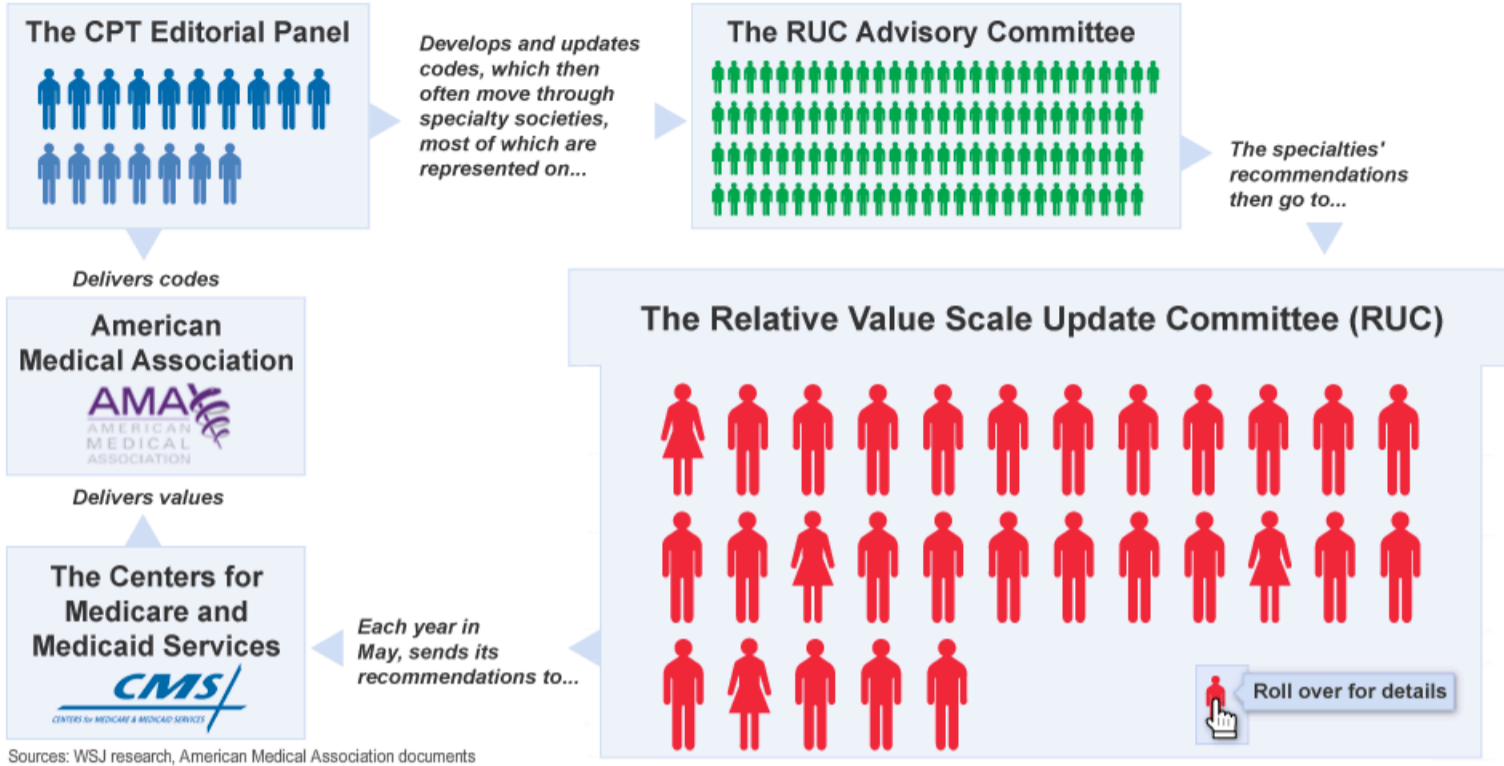 The CPT Editorial Panel
Develops and updates
codes, which then
often move through
specialty societies,
most of which are
represented on...
The RUC Advisory Committee
The specialties'
recommendations
then go to...
Delivers codes
American
Medical Association
AMA
AMERICAN
MEDICAL
ASSOCIATION
Delivers values
The Relative Value Scale Update Committee (RUC)
The Centers for
Medicare and
Medicaid Services
CMS
CENTERS for MEDICARE & MEDICAID SERVICES
Each year in
May, sends its
recommendations to...
Roll over for details
Sources: WSJ research, American Medical Association documents